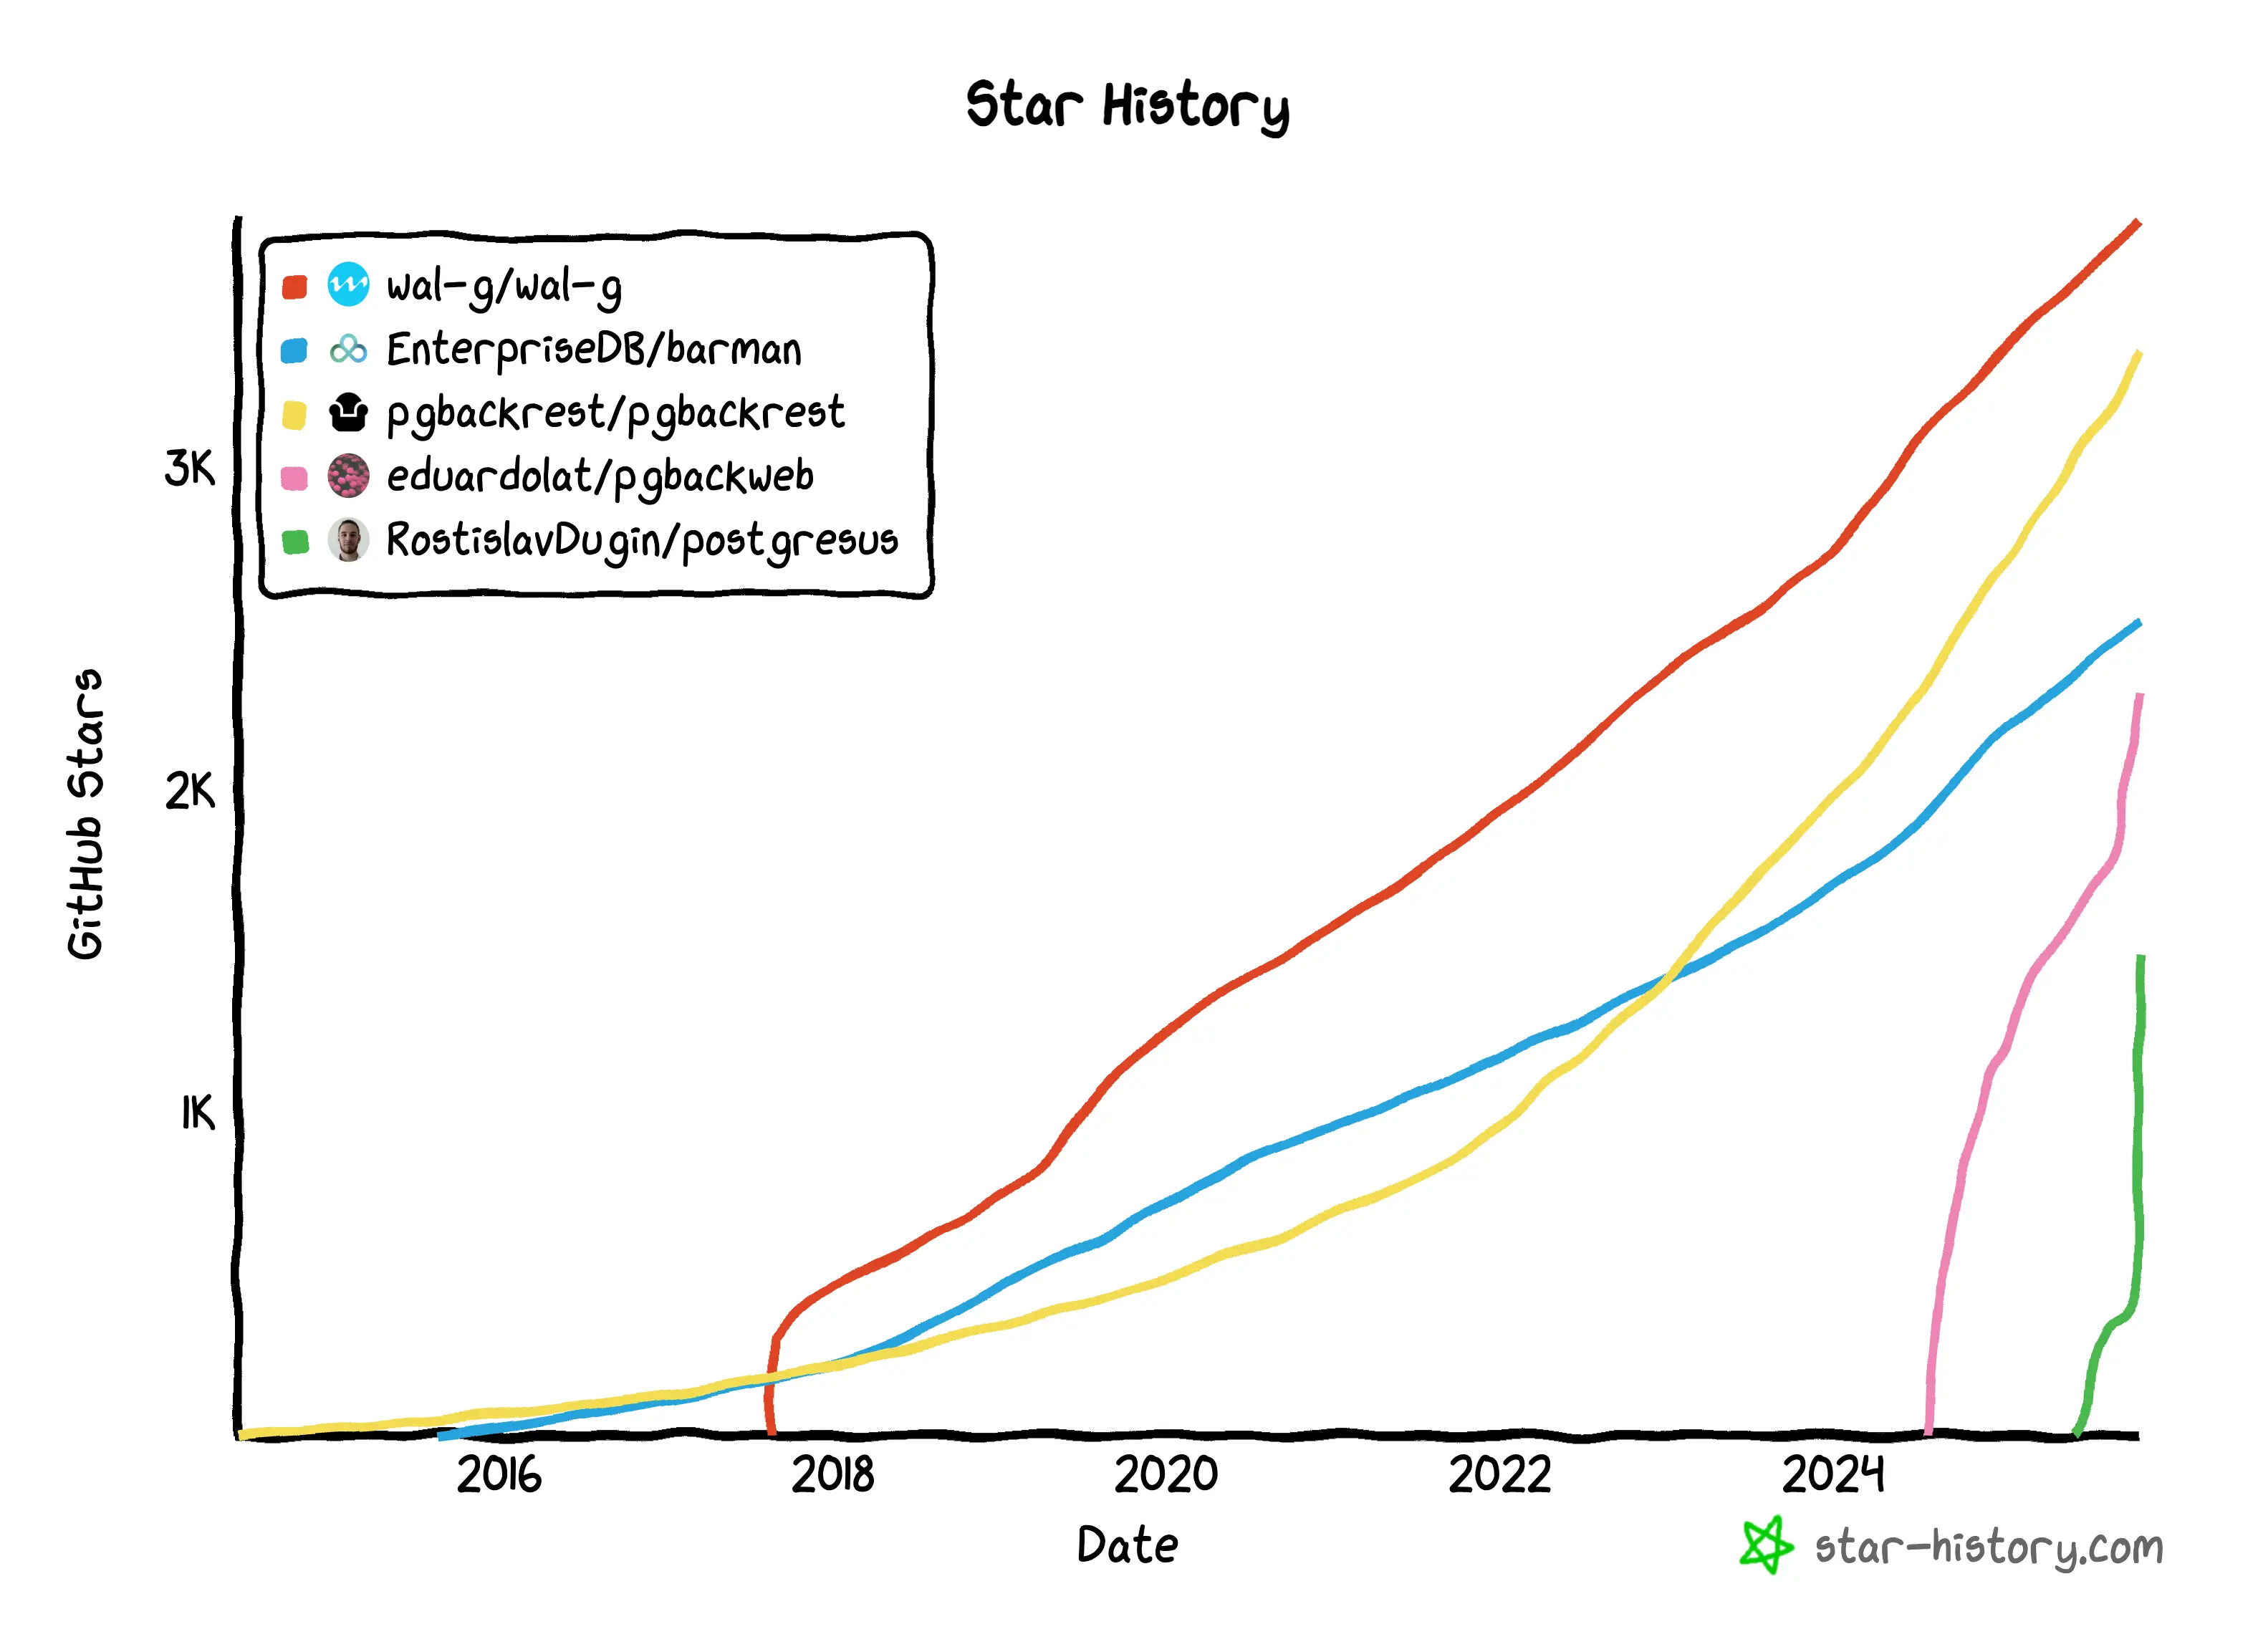 Star History
wal-g/wal-g
EnterpriseDB/barman
pgbackrest/pgbackrest
eduardolat/pgbackweb
RostislavDugin/postgresus
GitHub Stars
3K
2K
1K
2016 2018 2020 2022 2024
Date
star-history.com